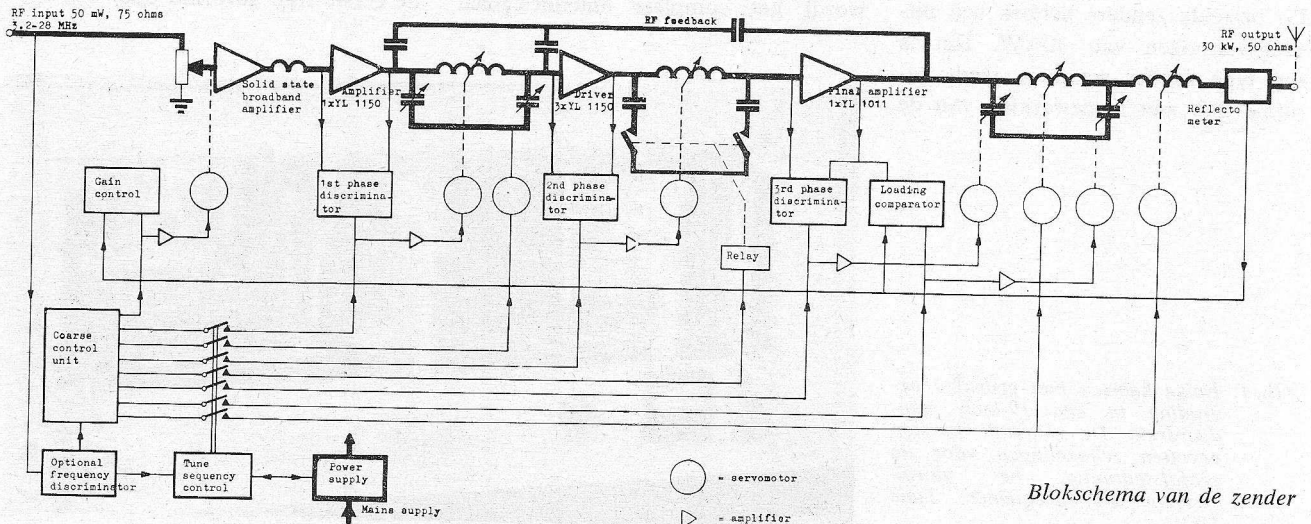 RF input 50 mW, 75 ohms
3.2-28 MHz
RF feedback
RF output
30 kW, 50 ohms
Solid state
broadband
amplifier
Amplifier
1xYL 1150
Driver
3xYL 1150
Final amplifier
1xYL 1011
Reflecto
meter
Gain
control
1st phase
discrimina-
tor
2nd phase
discrimina-
tor
3rd phase
discrimina-
tor
Loading
comparator
Relay
Coarse
control
unit
Optional
frequency
discriminator
Tune
sequency
control
Power
supply
Mains supply
= servomotor
= amplifier
Blokschema van de zender